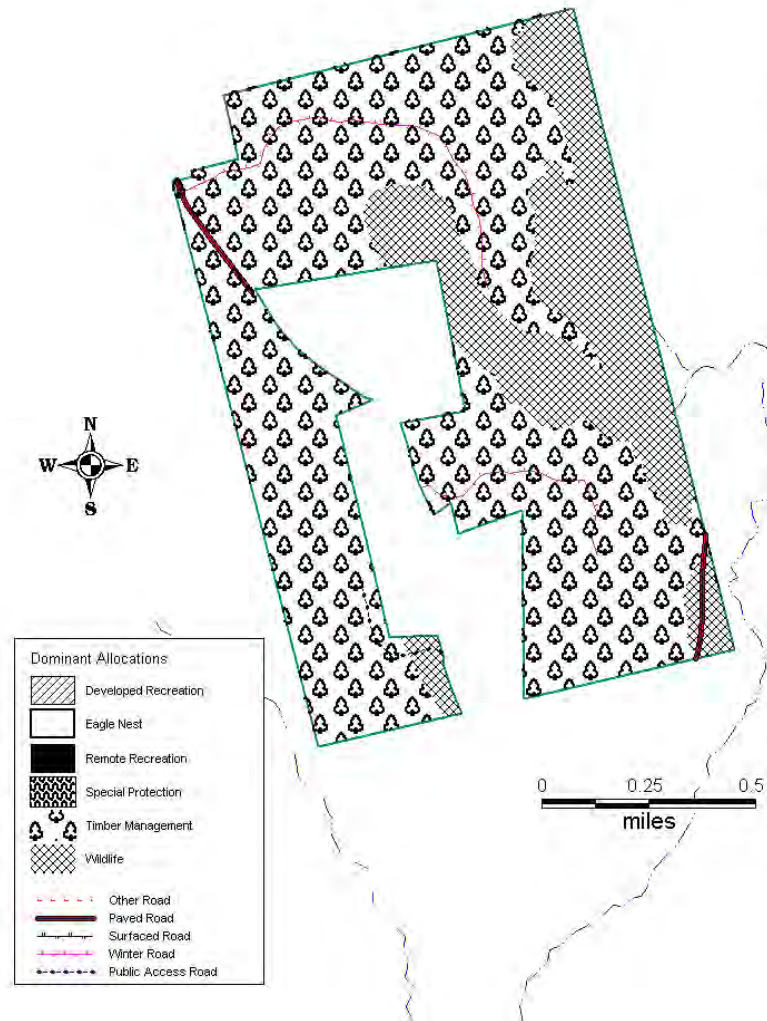 N
W E
S
Dominant Allocations
Developed Recreation
Eagle Nest
Remote Recreation
Special Protection
Timber Management
Wildlife
Other Road
Paved Road
Surfaced Road
Winter Road
Public Access Road
0 0.25 0.5
miles